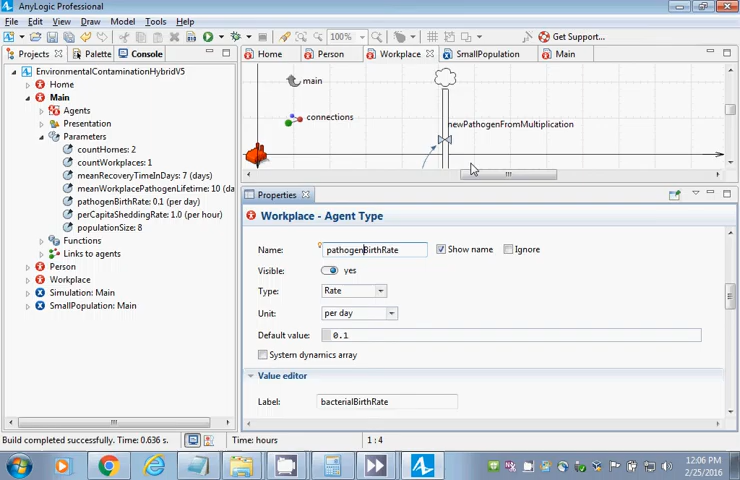 AnyLogic Professional
File Edit View Draw Model Tools Help
100% Get Support...
Projects Palette Console
Home Person Workplace SmallPopulation Main
EnvironmentalContaminationHybridV5
Home
Main
Agents
Presentation
Parameters
countHomes: 2
countWorkplaces: 1
meanRecoveryTimeInDays: 7 (days)
meanWorkplacePathogenLifetime: 10 (da
pathogenBirthRate: 0.1 (per day)
perCapitaSheddingRate: 1.0 (per hour)
populationSize: 8
Functions
Links to agents
Person
Workplace
Simulation: Main
SmallPopulation: Main
main
connections
newPathogenFromMultiplication
Properties
Workplace - Agent Type
Name: pathogenBirthRate Show name Ignore
Visible: yes
Type: Rate
Unit: per day
Default value: 0.1
System dynamics array
Value editor
Label: bacterialBirthRate
Build completed successfully. Time: 0.636 s. Time: hours 1 : 4
12:06 PM
2/25/2016